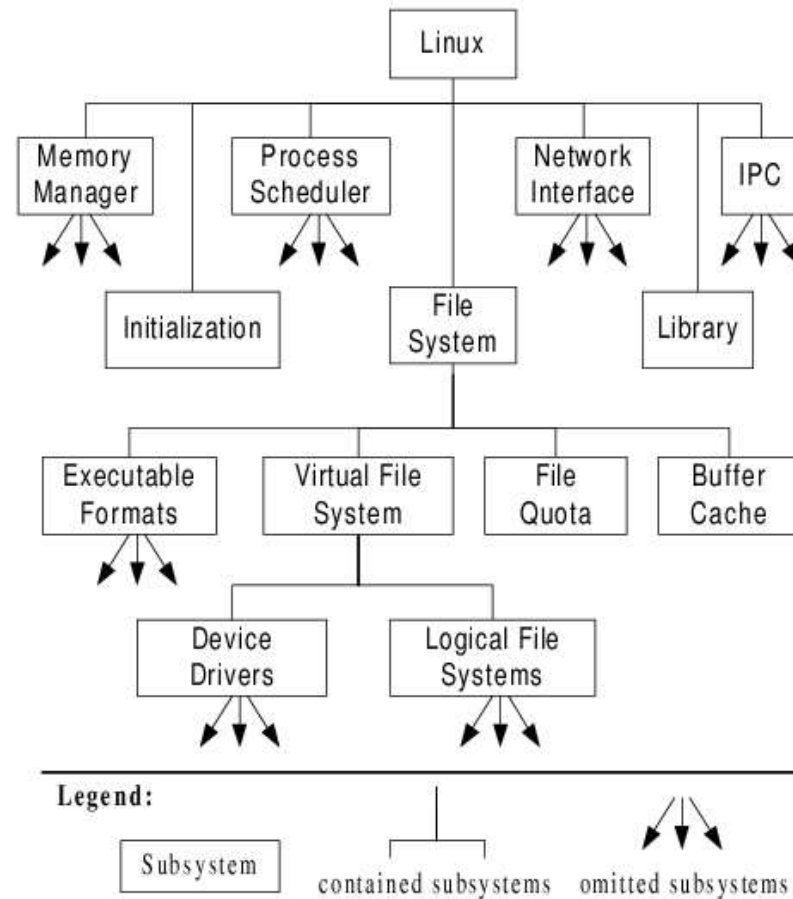 Linux
Memory
Manager
Process
Scheduler
Network
Interface
IPC
Initialization
File
System
Library
Executable
Formats
Virtual File
System
File
Quota
Buffer
Cache
Device
Drivers
Logical File
Systems
Legend:
Subsystem
contained subsystems
omitted subsystems